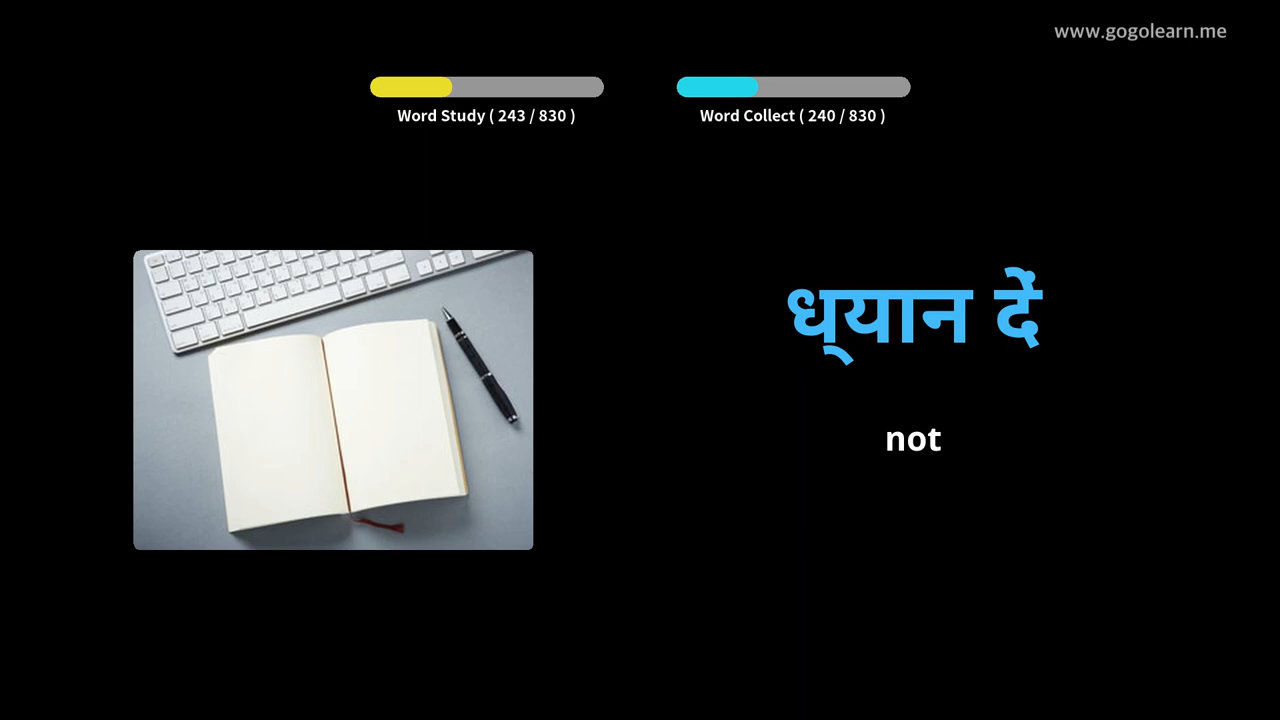 www.gogolearn.me
Word Study ( 243 / 830 )
Word Collect ( 240 / 830 )
ध्यान दें
not